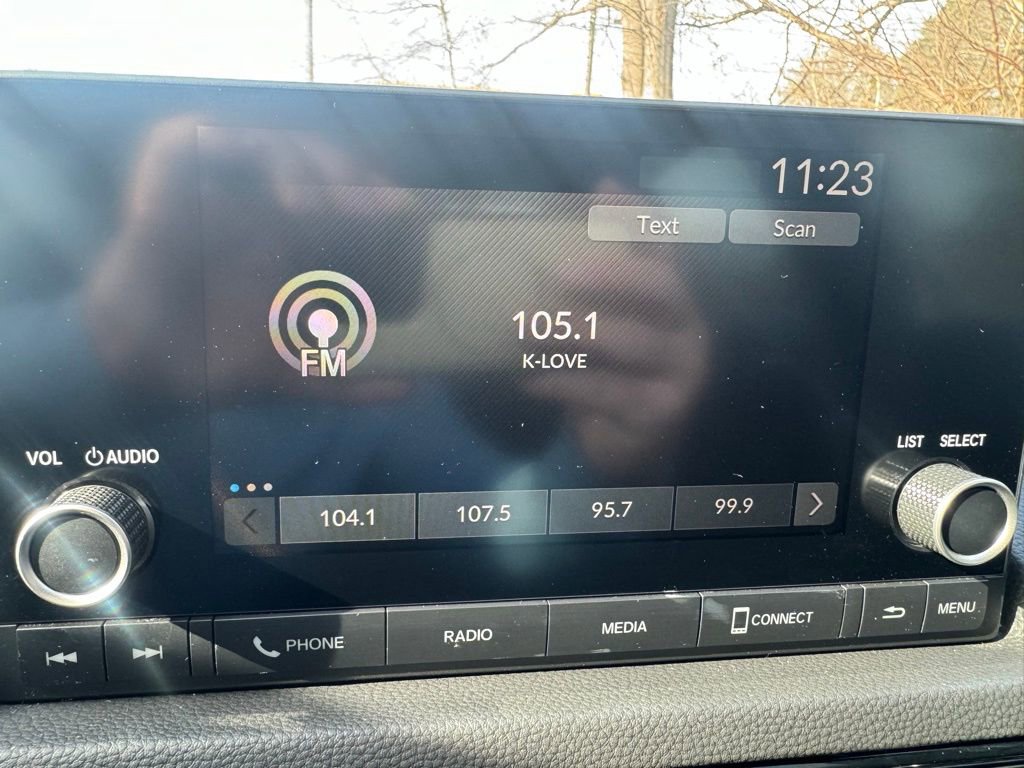 11:23
Text Scan
105.1
FM
K-LOVE
LIST SELECT
VOL AUDIO
104.1 107.5 95.7 99.9
PHONE RADIO MEDIA CONNECT MENU